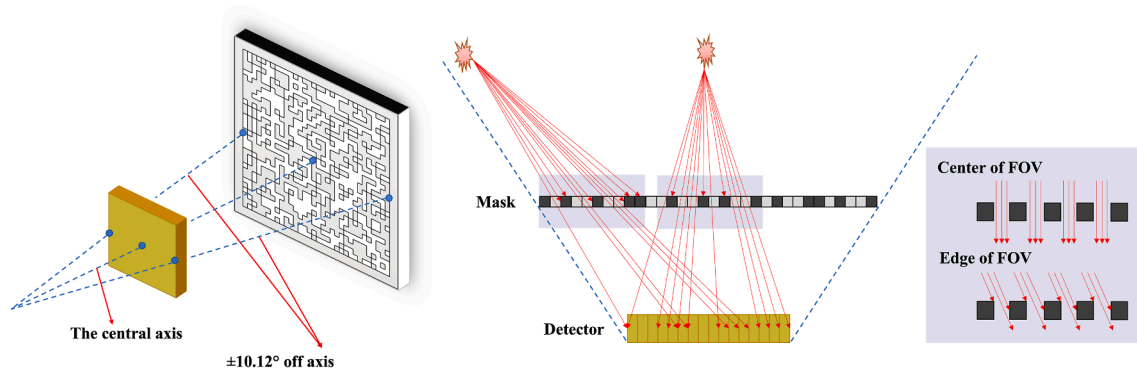 The central axis
±10.12° off axis
Mask
Detector
Center of FOV
Edge of FOV